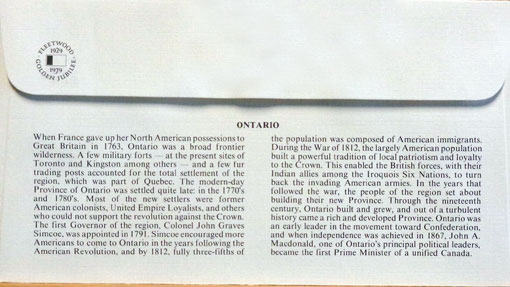 FLEETWOOD
1929
1979
GOLDEN JUBILEE
ONTARIO
When France gave up her North American possessions to
Great Britain in 1763, Ontario was a broad frontier
wilderness. A few military forts — at the present sites of
Toronto and Kingston among others — and a few fur
trading posts accounted for the total settlement of the
region, which was part of Quebec. The modern-day
Province of Ontario was settled quite late: in the 1770's
and 1780's. Most of the new settlers were former
American colonists, United Empire Loyalists, and others
who could not support the revolution against the Crown.
The first Governor of the region, Colonel John Graves
Simcoe, was appointed in 1791. Simcoe encouraged more
Americans to come to Ontario in the years following the
American Revolution, and by 1812, fully three-fifths of
the population was composed of American immigrants.
During the War of 1812, the largely American population
built a powerful tradition of local patriotism and loyalty
to the Crown. This enabled the British forces, with their
Indian allies among the Iroquois Six Nations, to turn
back the invading American armies. In the years that
followed the war, the people of the region set about
building their new Province. Through the nineteenth
century, Ontario built and grew, and out of a turbulent
history came a rich and developed Province. Ontario was
an early leader in the movement toward Confederation,
and when independence was achieved in 1867, John A.
Macdonald, one of Ontario's principal political leaders,
became the first Prime Minister of a unified Canada.